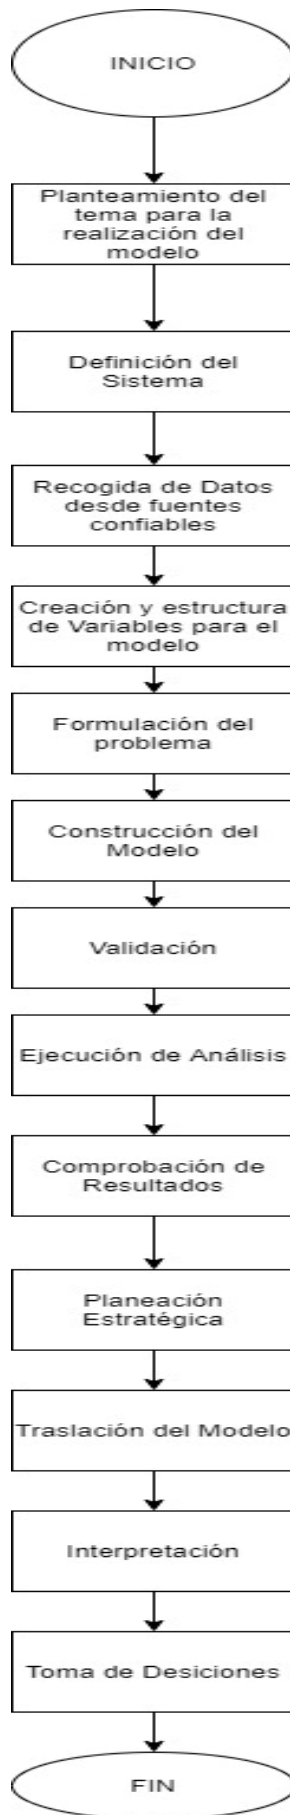 INICIO
Planteamiento del
tema para la
realización del
modelo
Definición del
Sistema
Recogida de Datos
desde fuentes
confiables
Creación y estructura
de Variables para el
modelo
Formulación del
problema
Construcción del
Modelo
Validación
Ejecución de Análisis
Comprobación de
Resultados
Planeación
Estratégica
Traslación del Modelo
Interpretación
Toma de Desiciones
FIN